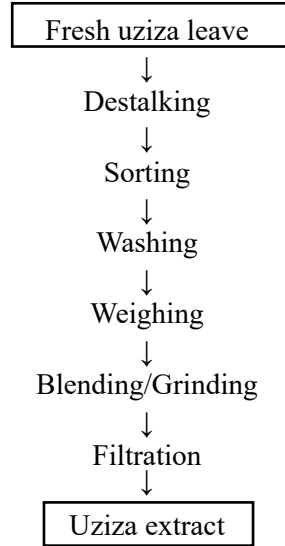 Fresh uziza leave
↓
Destalking
↓
Sorting
↓
Washing
↓
Weighing
↓
Blending/Grinding
↓
Filtration
↓
Uziza extract